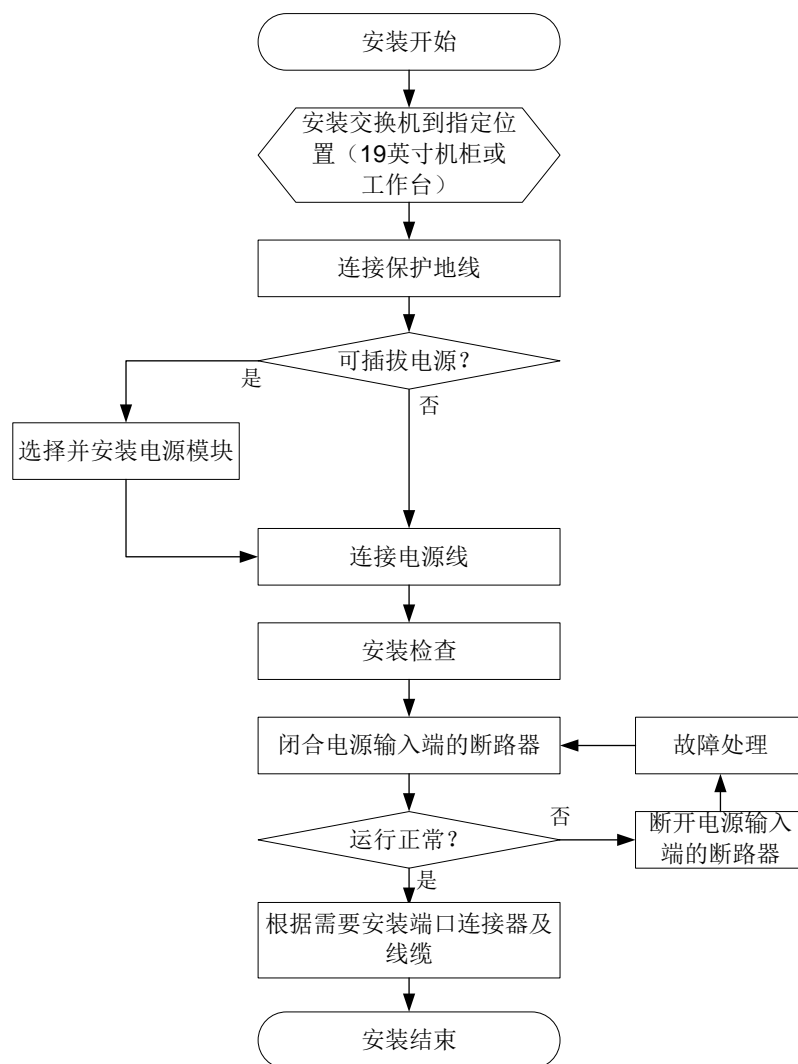 安装开始
安装交换机到指定位
置（19英寸机柜或
工作台）
连接保护地线
可插拔电源？
是
否
选择并安装电源模块
连接电源线
安装检查
闭合电源输入端的断路器
故障处理
运行正常？
否
断开电源输入
端的断路器
是
根据需要安装端口连接器及
线缆
安装结束